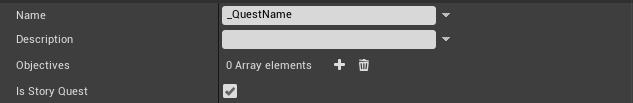 Name _QuestName
Description
Objectives 0 Array elements
Is Story Quest